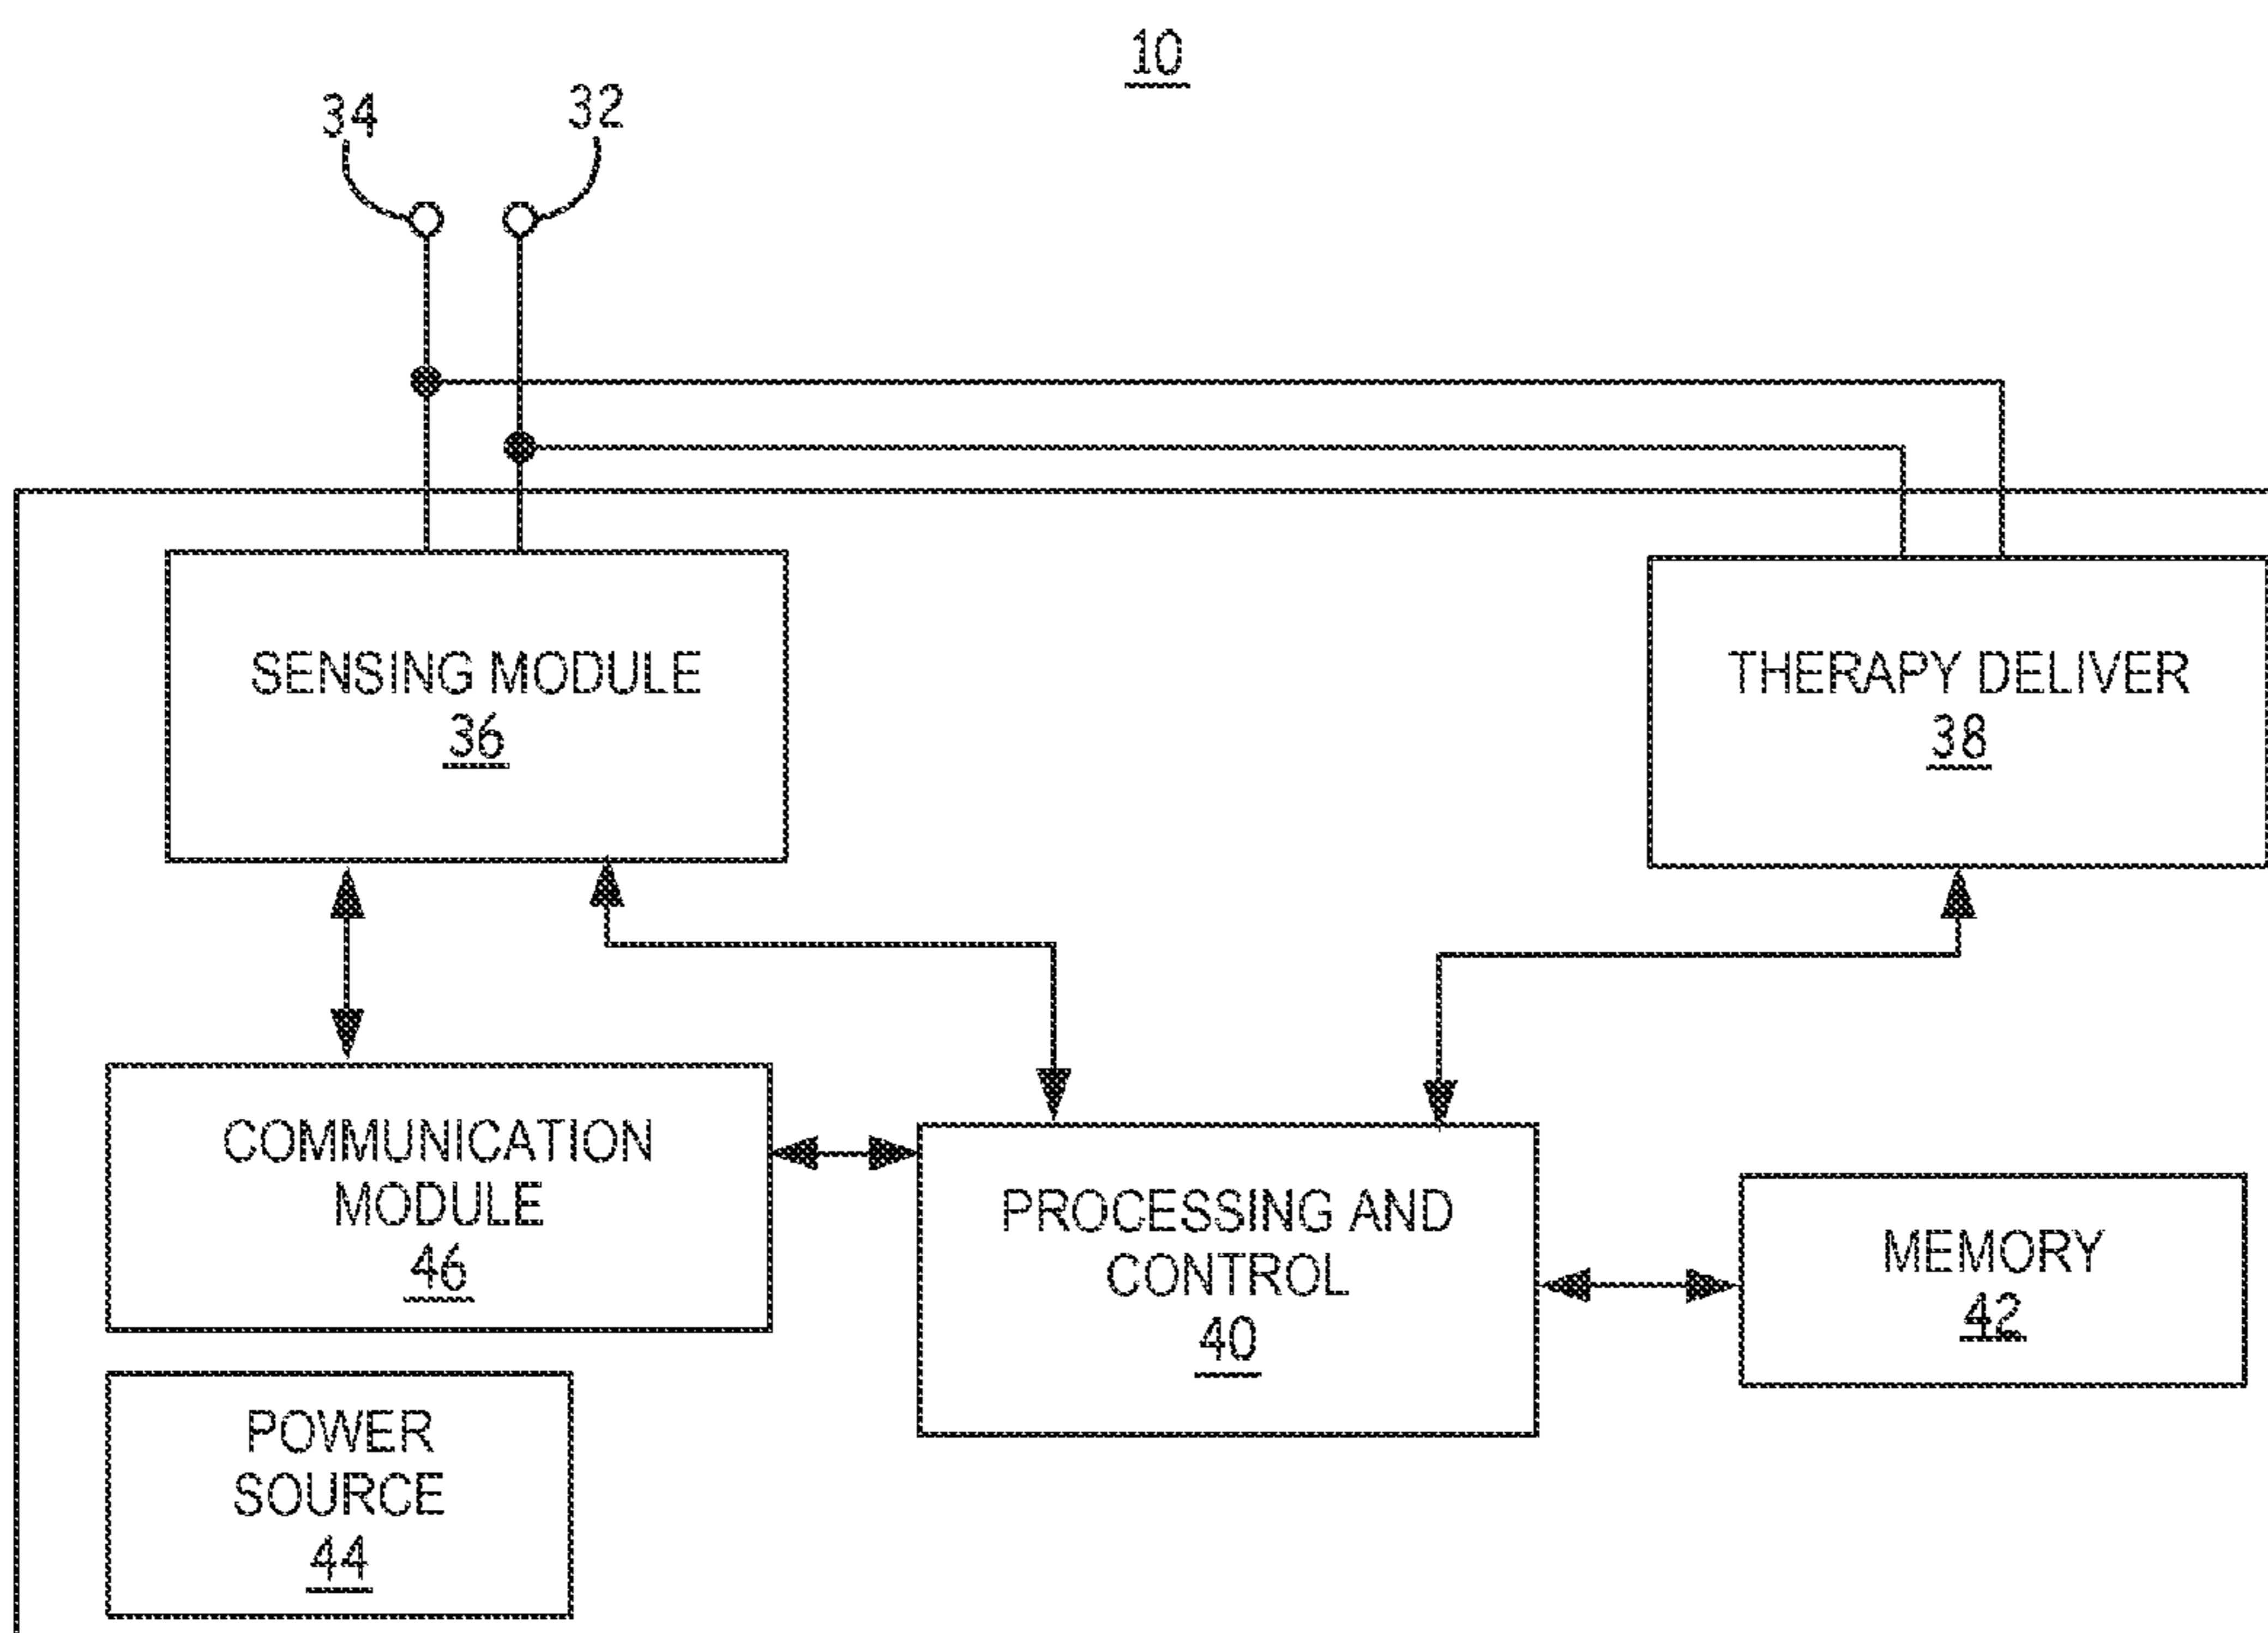 10
34
32
SENSING MODULE
36
THERAPY DELIVER
38
COMMUNICATION
MODULE
46
PROCESSING AND
CONTROL
40
MEMORY
42
POWER
SOURCE
44